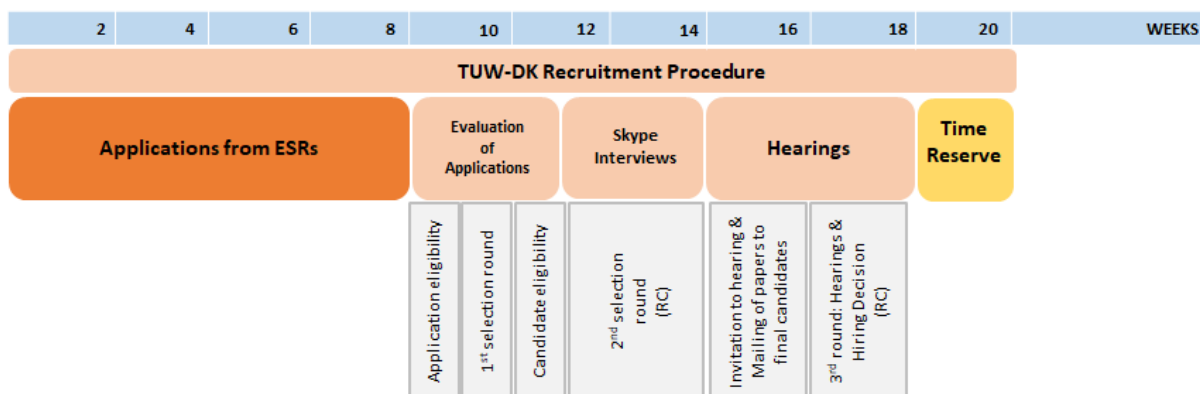 2 4 6 8 10 12 14 16 18 20 WEEKS
TUW-DK Recruitment Procedure
Applications from ESRs
Evaluation
of
Applications
Skype
Interviews
Hearings
Time
Reserve
Application eligibility
1st selection round
Candidate eligibility
2nd selection
round
(RC)
Invitation to hearing &
Mailing of papers to
final candidates
3rd round: Hearings &
Hiring Decision
(RC)